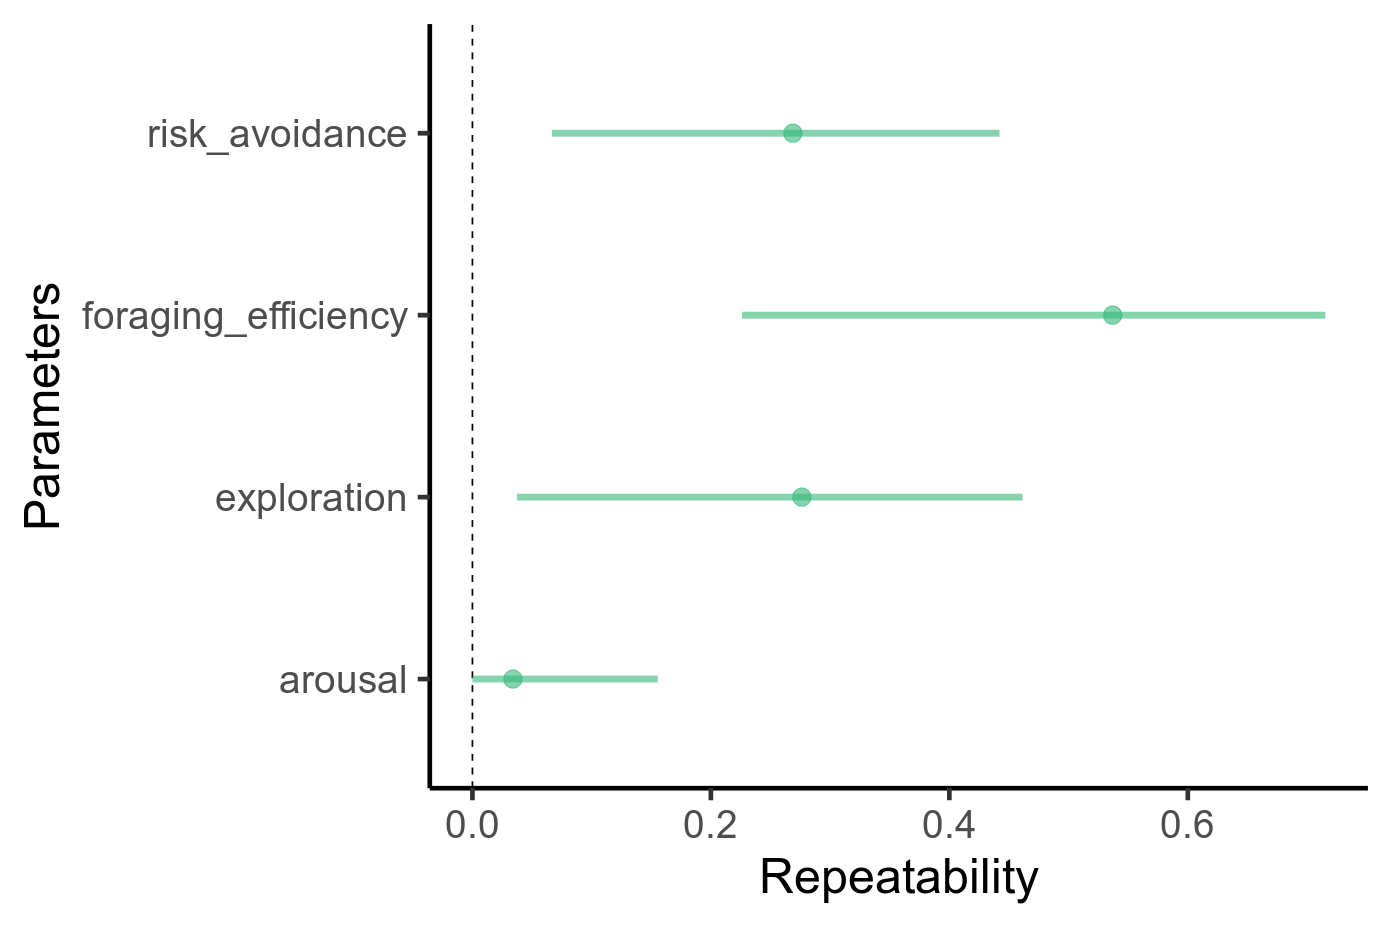 Parameters
risk_avoidance
foraging_efficiency
exploration
arousal
0.0 0.2 0.4 0.6
Repeatability